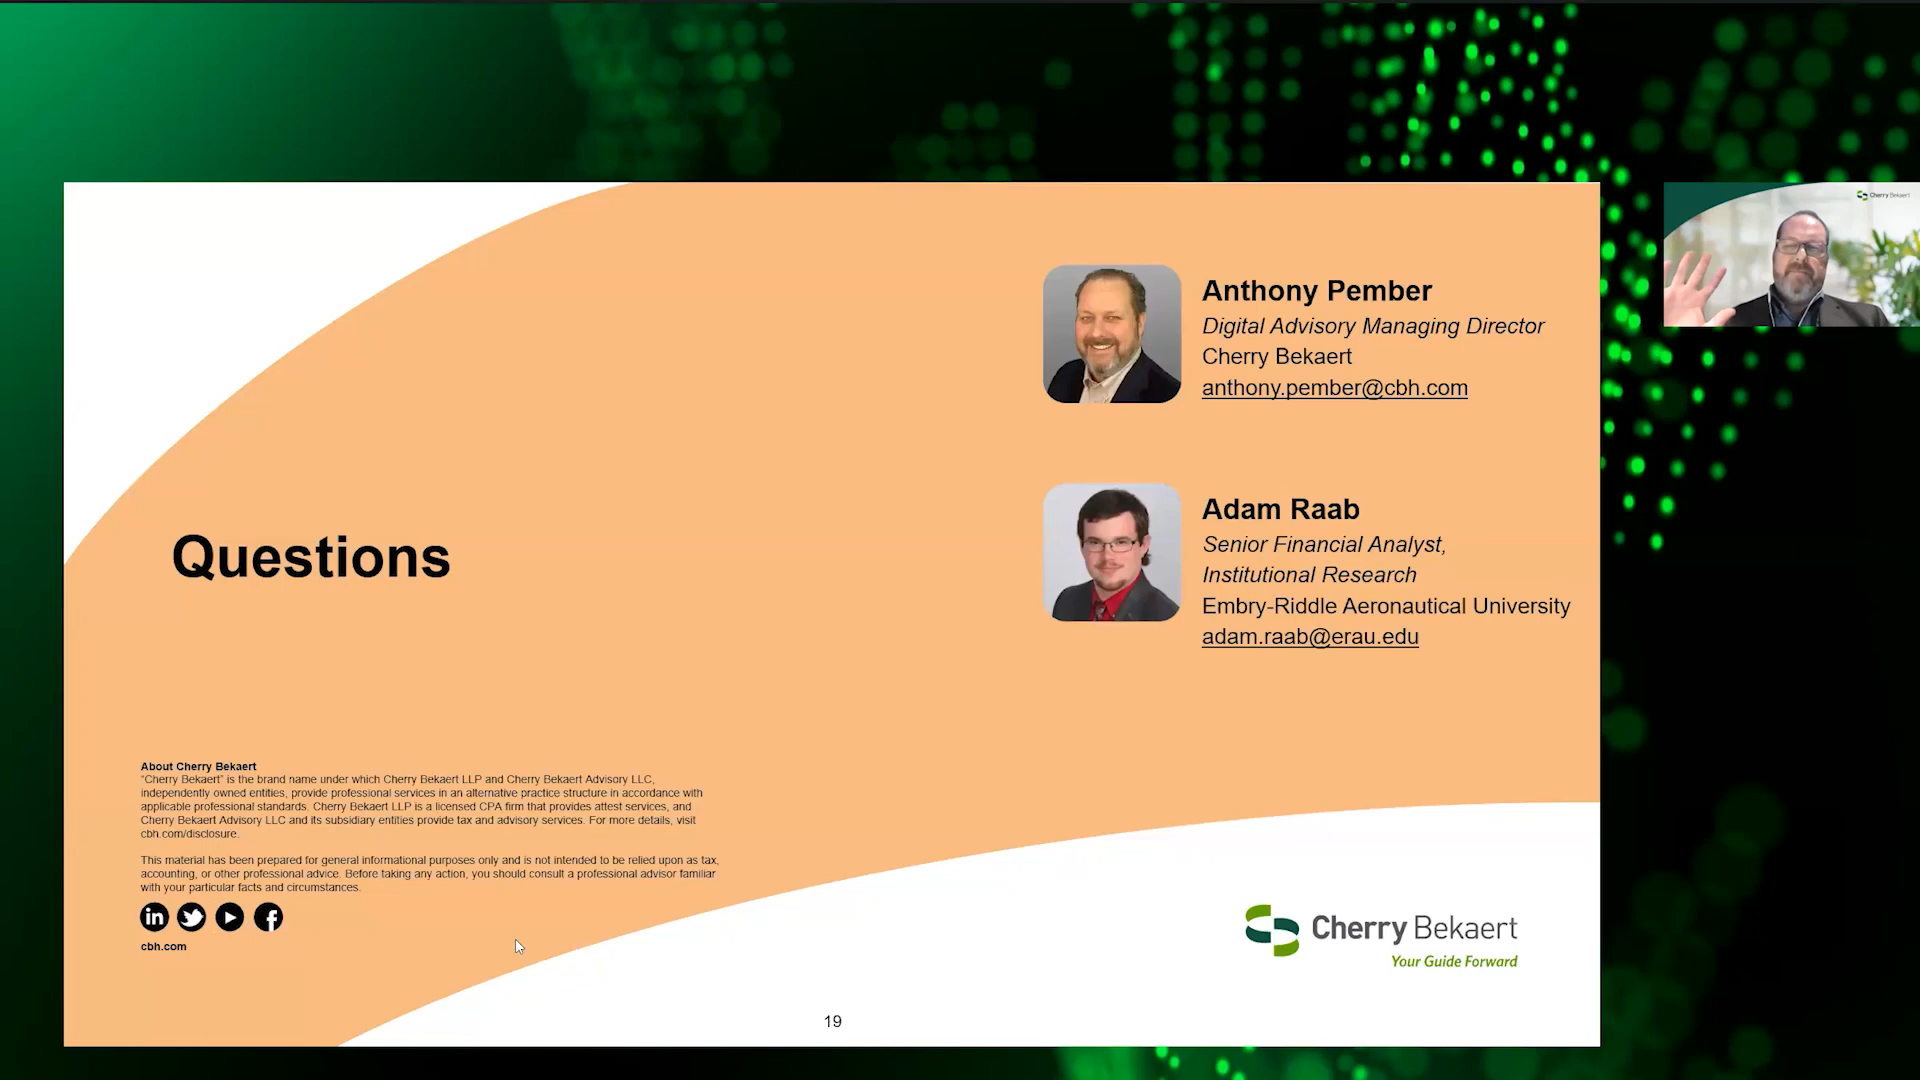 Cherry Bekaert
Anthony Pember
Digital Advisory Managing Director
Cherry Bekaert
anthony.pember@cbh.com
Adam Raab
Senior Financial Analyst,
Institutional Research
Embry-Riddle Aeronautical University
adam.raab@erau.edu
Questions
About Cherry Bekaert
“Cherry Bekaert” is the brand name under which Cherry Bekaert LLP and Cherry Bekaert Advisory LLC,
independently owned entities, provide professional services in an alternative practice structure in accordance with
applicable professional standards. Cherry Bekaert LLP is a licensed CPA firm that provides attest services, and
Cherry Bekaert Advisory LLC and its subsidiary entities provide tax and advisory services. For more details, visit
cbh.com/disclosure.
This material has been prepared for general informational purposes only and is not intended to be relied upon as tax,
accounting, or other professional advice. Before taking any action, you should consult a professional advisor familiar
with your particular facts and circumstances.
in
f
cbh.com
Cherry Bekaert
Your Guide Forward
19